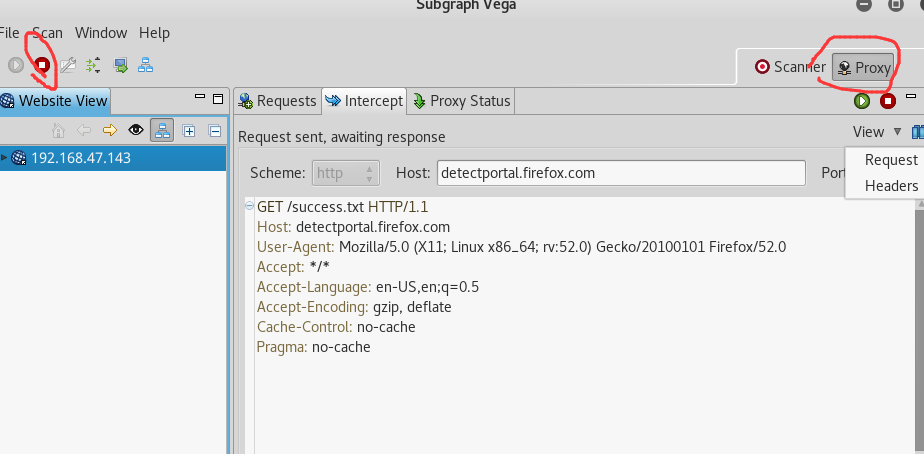 Subgraph Vega
File Scan Window Help
Scanner Proxy
Website View
Requests Intercept Proxy Status
Request sent, awaiting response
View
192.168.47.143
Request
Headers
Scheme: http Host: detectportal.firefox.com Port
GET /success.txt HTTP/1.1
Host: detectportal.firefox.com
User-Agent: Mozilla/5.0 (X11; Linux x86_64; rv:52.0) Gecko/20100101 Firefox/52.0
Accept: */*
Accept-Language: en-US,en;q=0.5
Accept-Encoding: gzip, deflate
Cache-Control: no-cache
Pragma: no-cache